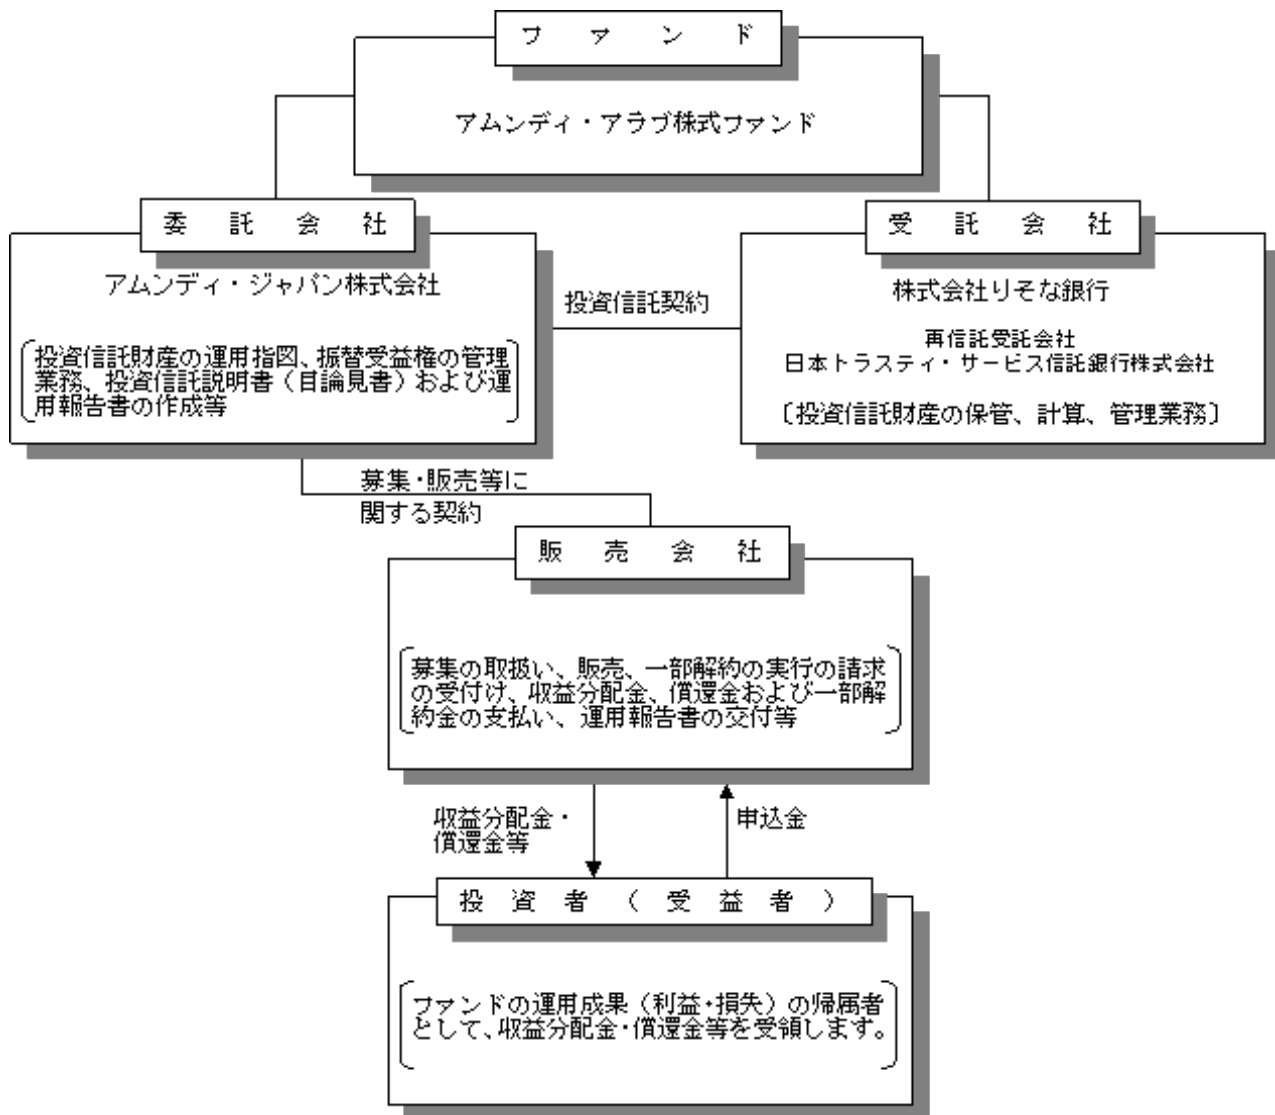 ファンド
アムンディ・アラブ株式ファンド
委託会社
アムンディ・ジャパン株式会社
投資信託財産の運用指図、振替受益権の管理
業務、投資信託説明書（目論見書）および運
用報告書の作成等
投資信託契約
受託会社
株式会社りそな銀行
再信託受託会社
日本トラスティ・サービス信託銀行株式会社
〔投資信託財産の保管、計算、管理業務〕
募集・販売等に
関する契約
販売会社
募集の取扱い、販売、一部解約の実行の請求
の受付け、収益分配金、償還金および一部解
約金の支払い、運用報告書の交付等
収益分配金・
償還金等
申込金
投資者（受益者）
ファンドの運用成果（利益・損失）の帰属者
として、収益分配金・償還金等を受領します。